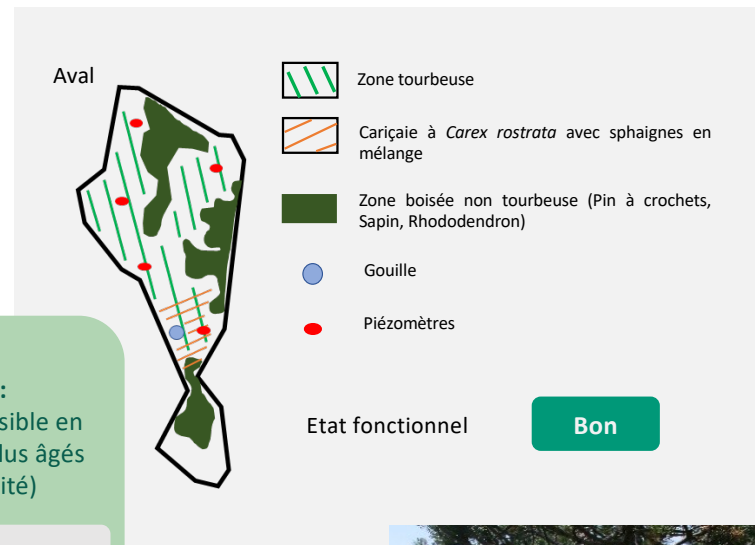 Aval
Zone tourbeuse
Cariçaie à Carex rostrata avec sphaignes en
mélange
Zone boisée non tourbeuse (Pin à crochets,
Sapin, Rhododendron)
Gouille
Piézomètres
Etat fonctionnel
Bon
:
sible en
lus âgés
ité)